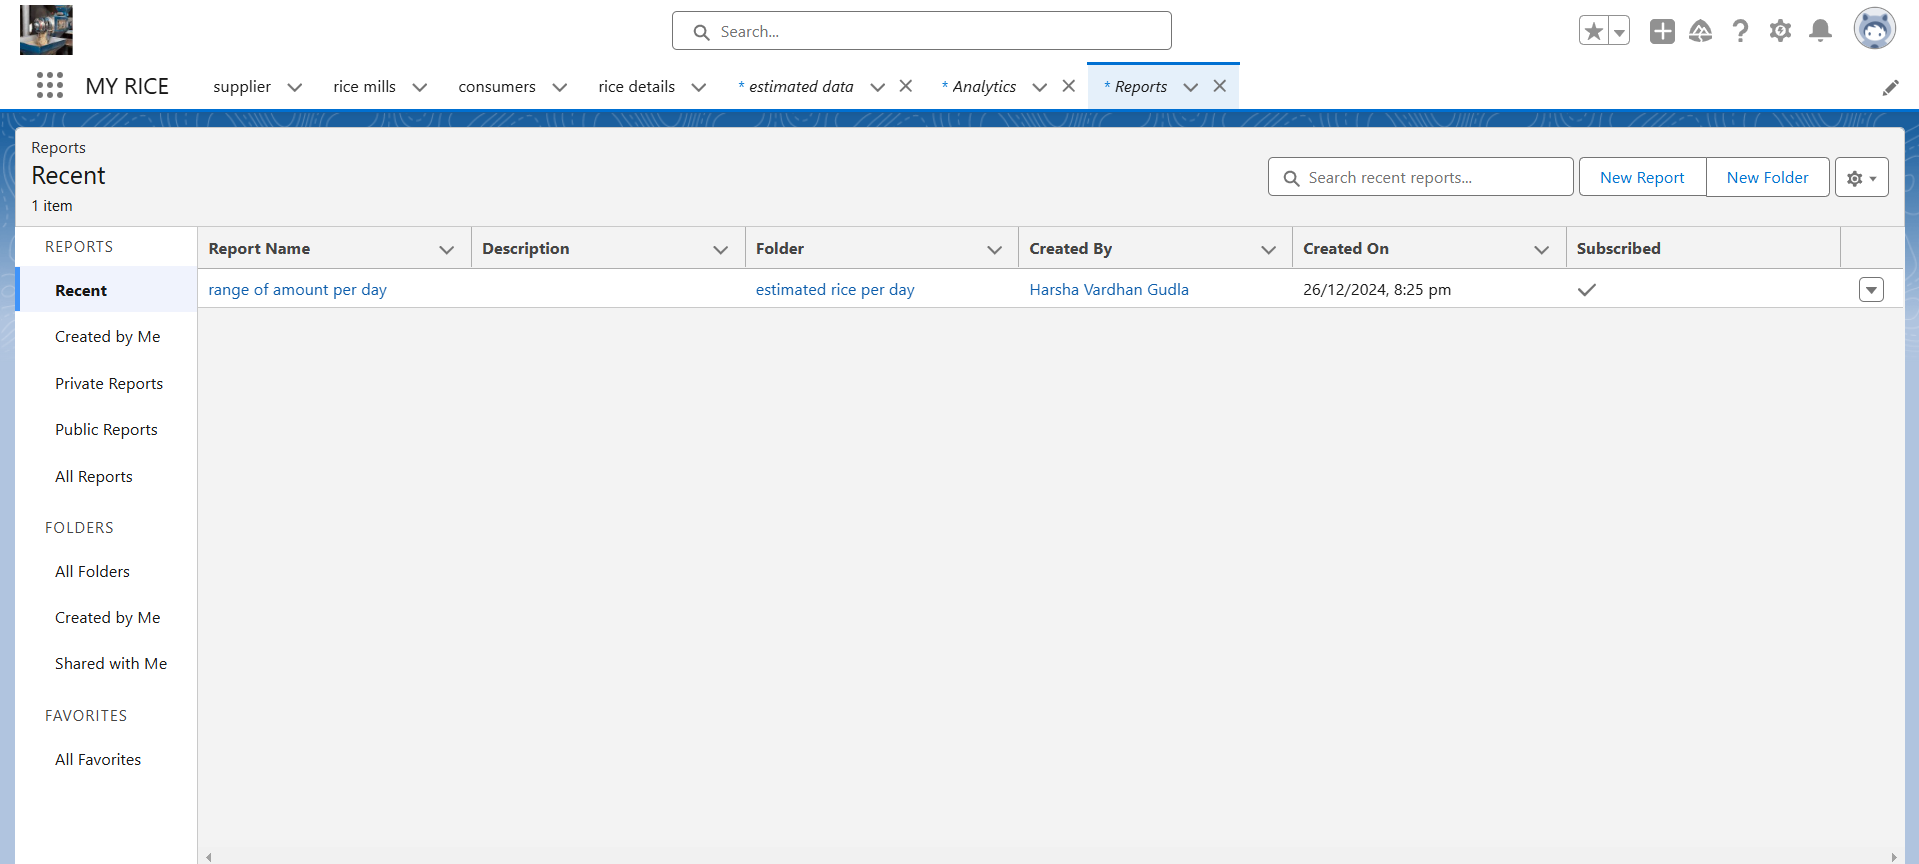 Search...
MY RICE
supplier
rice mills
consumers
rice details
* estimated data
* Analytics
* Reports
Reports
Recent
1 item
Search recent reports...
New Report
New Folder
REPORTS
Recent
Created by Me
Private Reports
Public Reports
All Reports
FOLDERS
All Folders
Created by Me
Shared with Me
FAVORITES
All Favorites
Report Name
Description
Folder
Created By
Created On
Subscribed
range of amount per day
estimated rice per day
Harsha Vardhan Gudla
26/12/2024, 8:25 pm